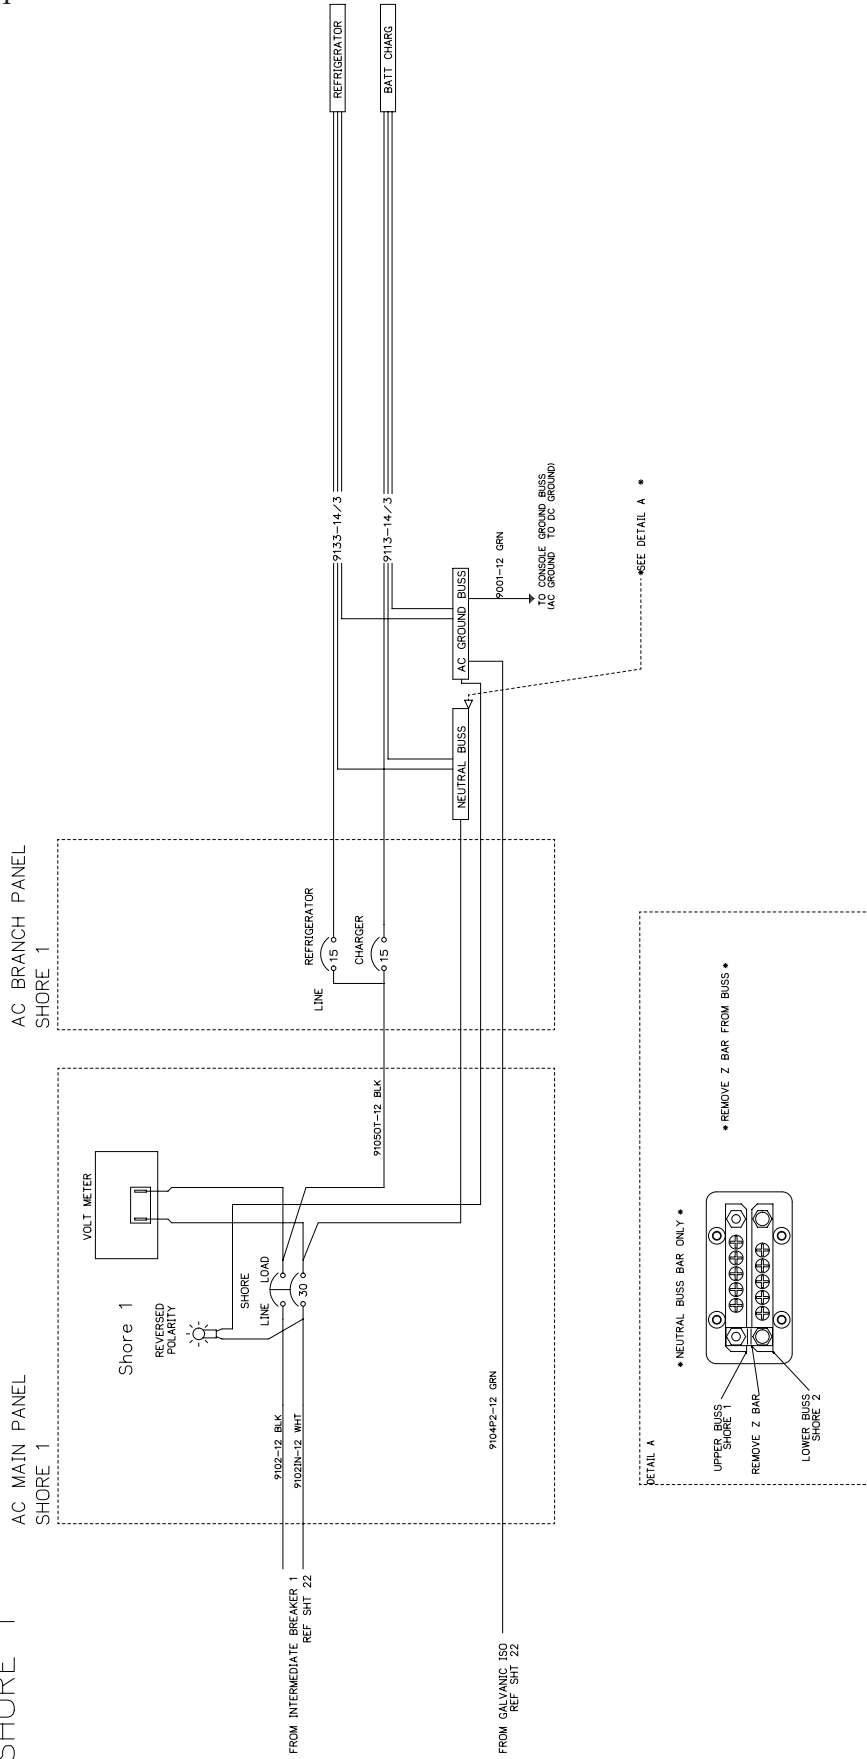 SHORE 1
AC MAIN PANEL
SHORE 1
AC BRANCH PANEL
SHORE 1
VOLT METER
Shore 1
REVERSED
POLARITY
SHORE
LINE LOAD
30
9102-12 BLK
9102IN-12 WHT
FROM INTERMEDIATE BREAKER 1
REF SHT 22
9105OT-12 BLK
9104P2-12 GRN
FROM GALVANIC ISO
REF SHT 22
LINE
REFRIGERATOR
15
CHARGER
15
NEUTRAL BUSS
AC GROUND BUSS
9133-14/3
9113-14/3
REFRIGERATOR
BATT CHARG
9001-12 GRN
TO CONSOLE GROUND BUSS
(AC GROUND TO DC GROUND)
*SEE DETAIL A *
DETAIL A
* NEUTRAL BUSS BAR ONLY *
* REMOVE Z BAR FROM BUSS *
UPPER BUSS
SHORE 1
REMOVE Z BAR
LOWER BUSS
SHORE 2